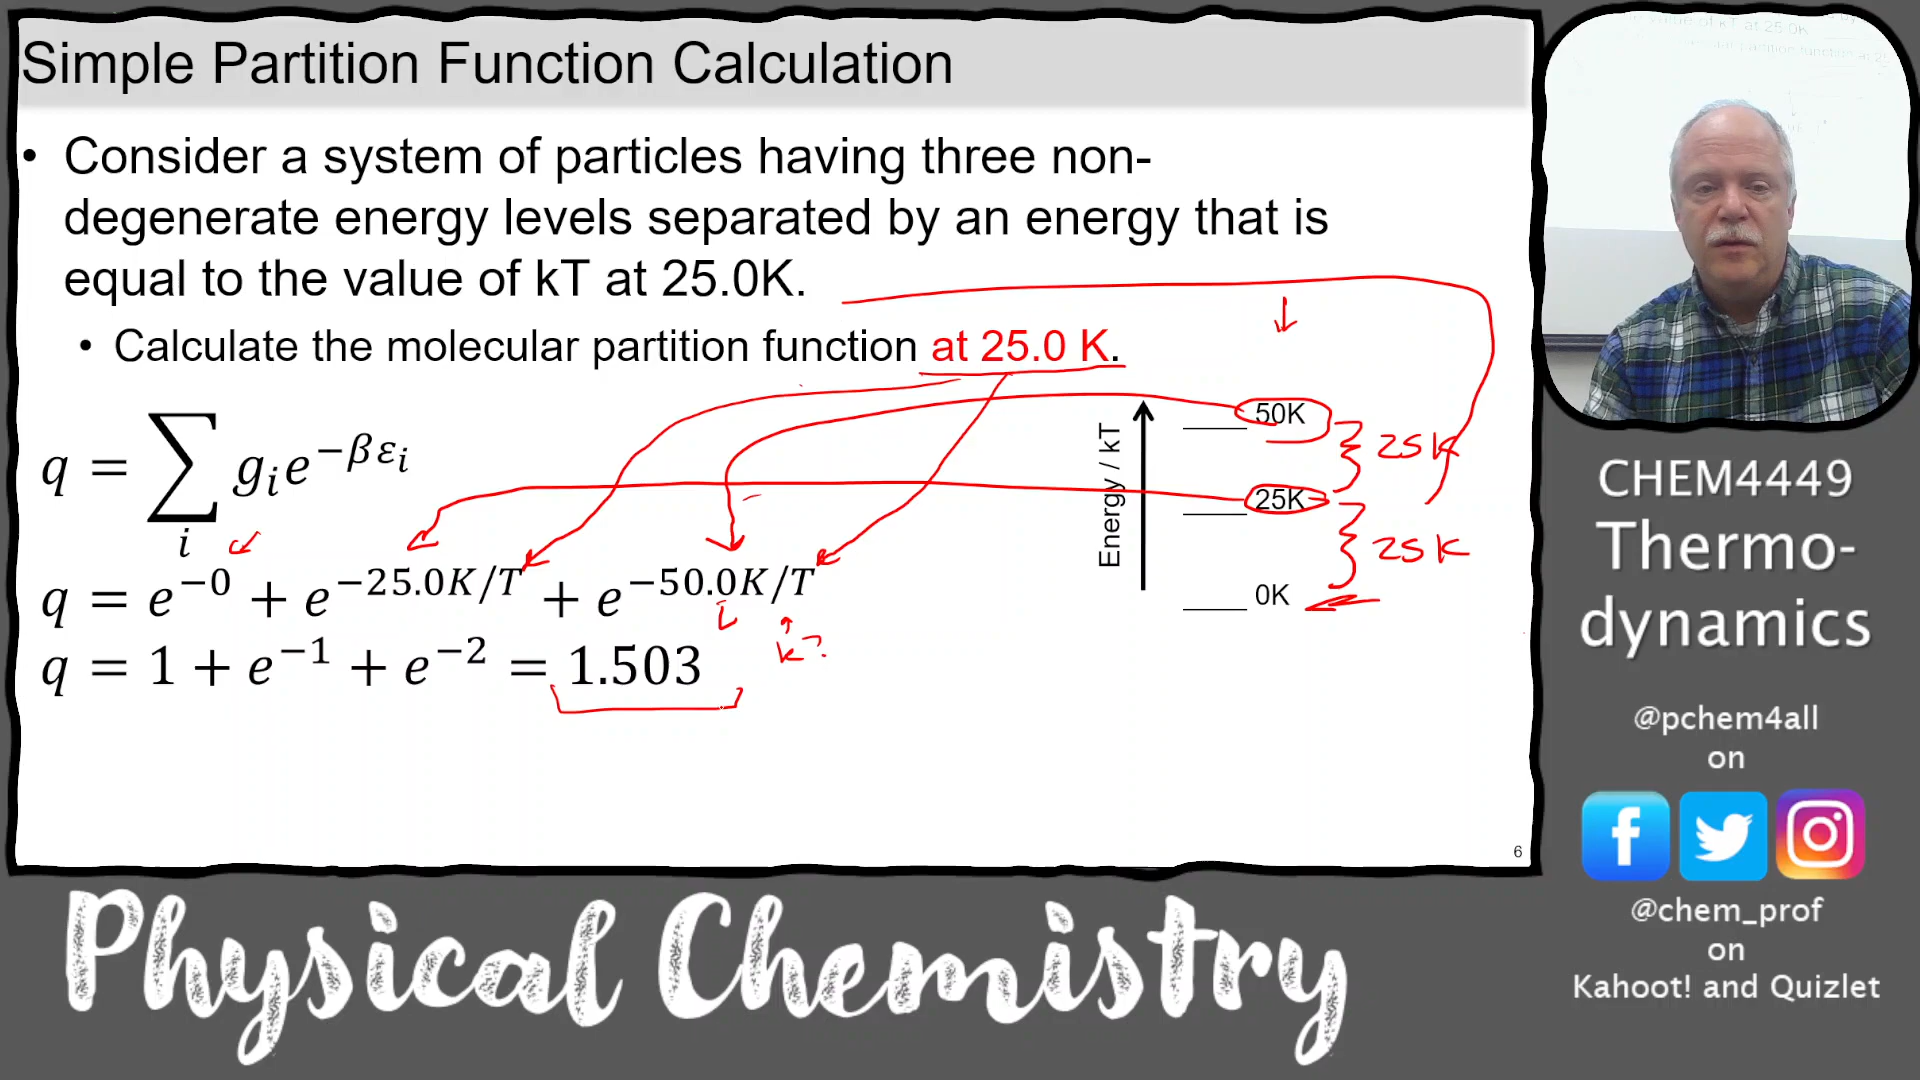 Simple Partition Function Calculation
• Consider a system of particles having three non-
degenerate energy levels separated by an energy that is
equal to the value of kT at 25.0K.
• Calculate the molecular partition function at 25.0 K.
q = ∑ᵢ gᵢe^(−βεᵢ)
q = e^(−0) + e^(−25.0K/T) + e^(−50.0K/T)
k?
q = 1 + e^(−1) + e^(−2) = 1.503
Energy / kT
50K
25K
25K
25K
0K
6
CHEM4449
Thermo-
dynamics
@pchem4all
on
f
@chem_prof
on
Kahoot! and Quizlet
Physical Chemistry